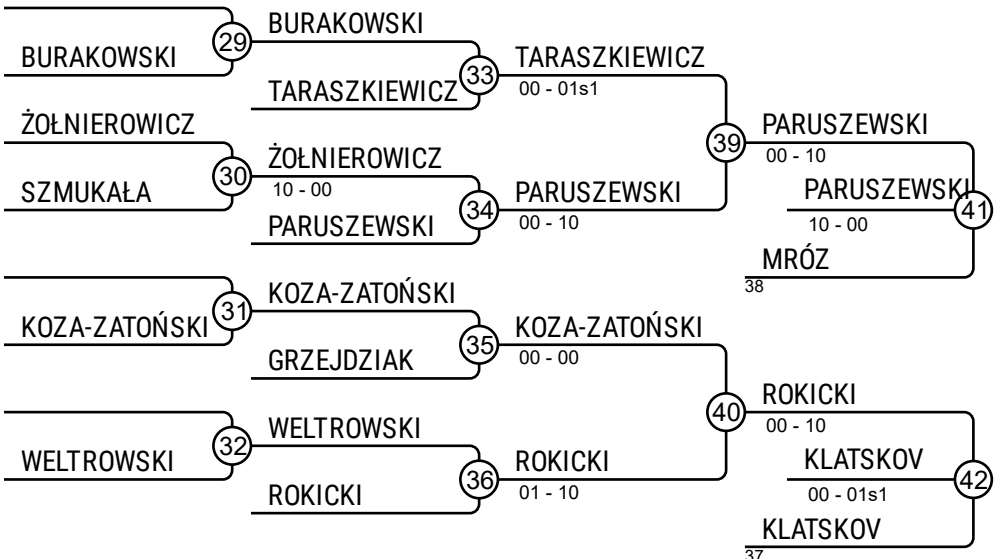 BURAKOWSKI
29
BURAKOWSKI
33
TARASZKIEWICZ
TARASZKIEWICZ
00 - 01s1
ŻOŁNIEROWICZ
39
PARUSZEWSKI
00 - 10
30
ŻOŁNIEROWICZ
10 - 00
SZMUKAŁA
34
PARUSZEWSKI
00 - 10
PARUSZEWSKI
10 - 00
41
PARUSZEWSKI
MRÓZ
38
31
KOZA-ZATOŃSKI
KOZA-ZATOŃSKI
35
KOZA-ZATOŃSKI
00 - 00
GRZEJDZIAK
40
ROKICKI
00 - 10
32
WELTROWSKI
WELTROWSKI
36
ROKICKI
01 - 10
KLATSKOV
00 - 01s1
42
ROKICKI
KLATSKOV
37